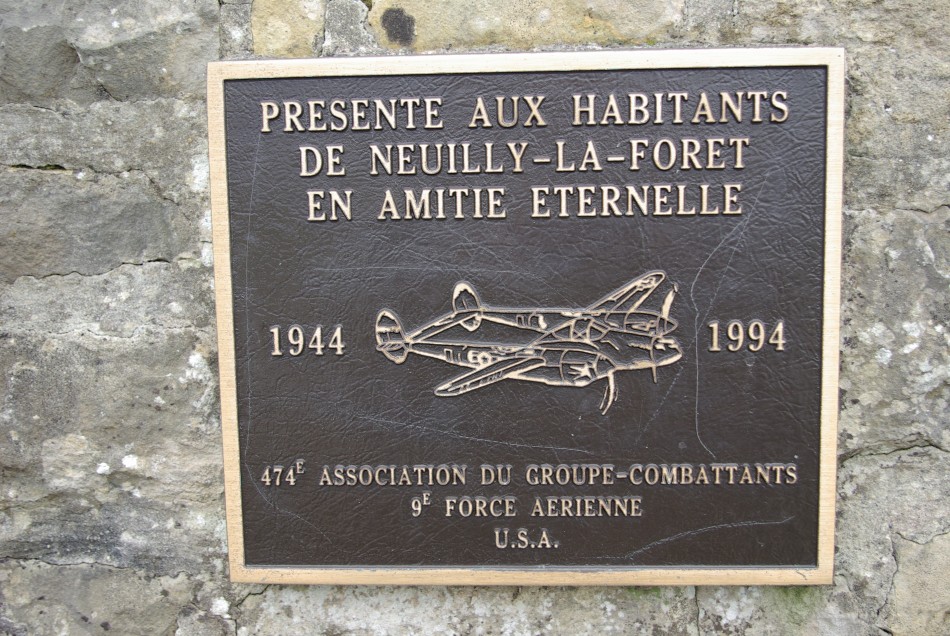 PRESENTE AUX HABITANTS
DE NEUILLY-LA-FORET
EN AMITIE ETERNELLE
1944 1994
474E ASSOCIATION DU GROUPE-COMBATTANTS
9E FORCE AERIENNE
U.S.A.